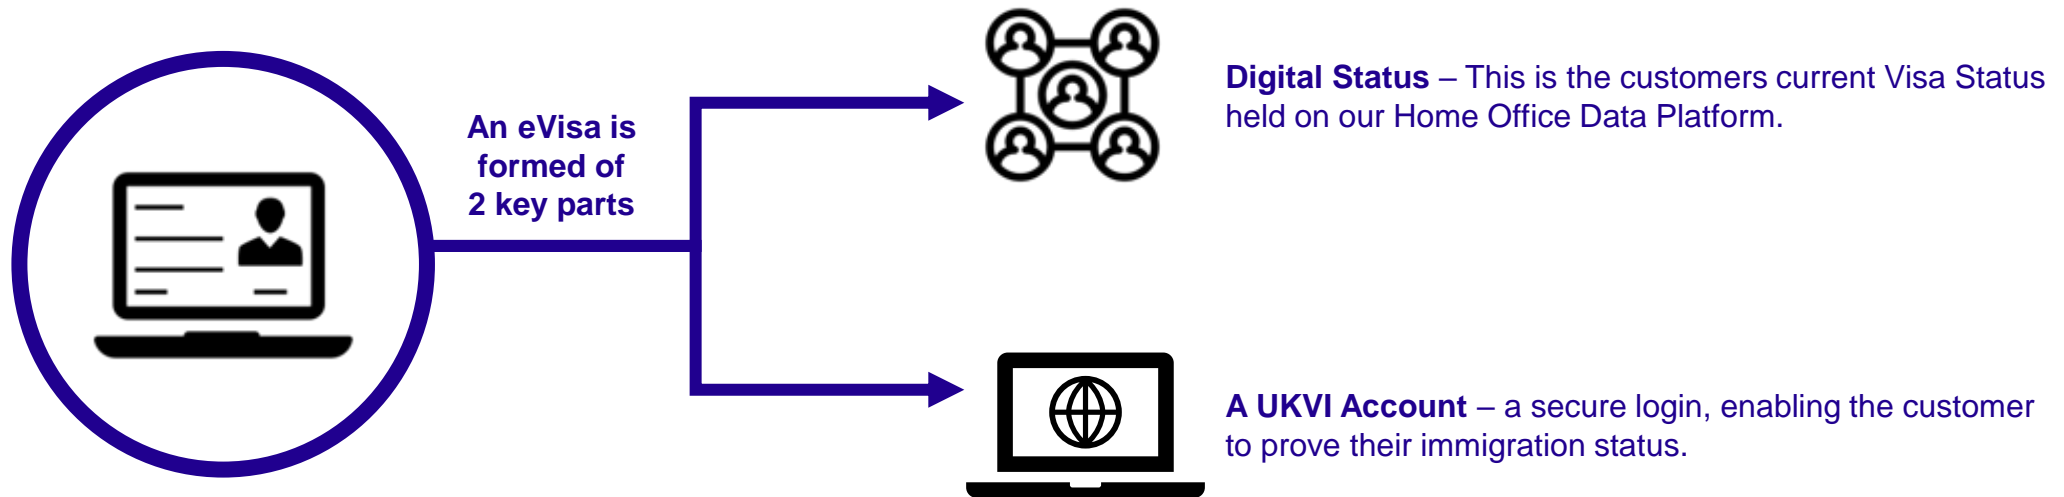 An eVisa is
formed of
2 key parts
Digital Status – This is the customers current Visa Status
held on our Home Office Data Platform.
A UKVI Account – a secure login, enabling the customer
to prove their immigration status.